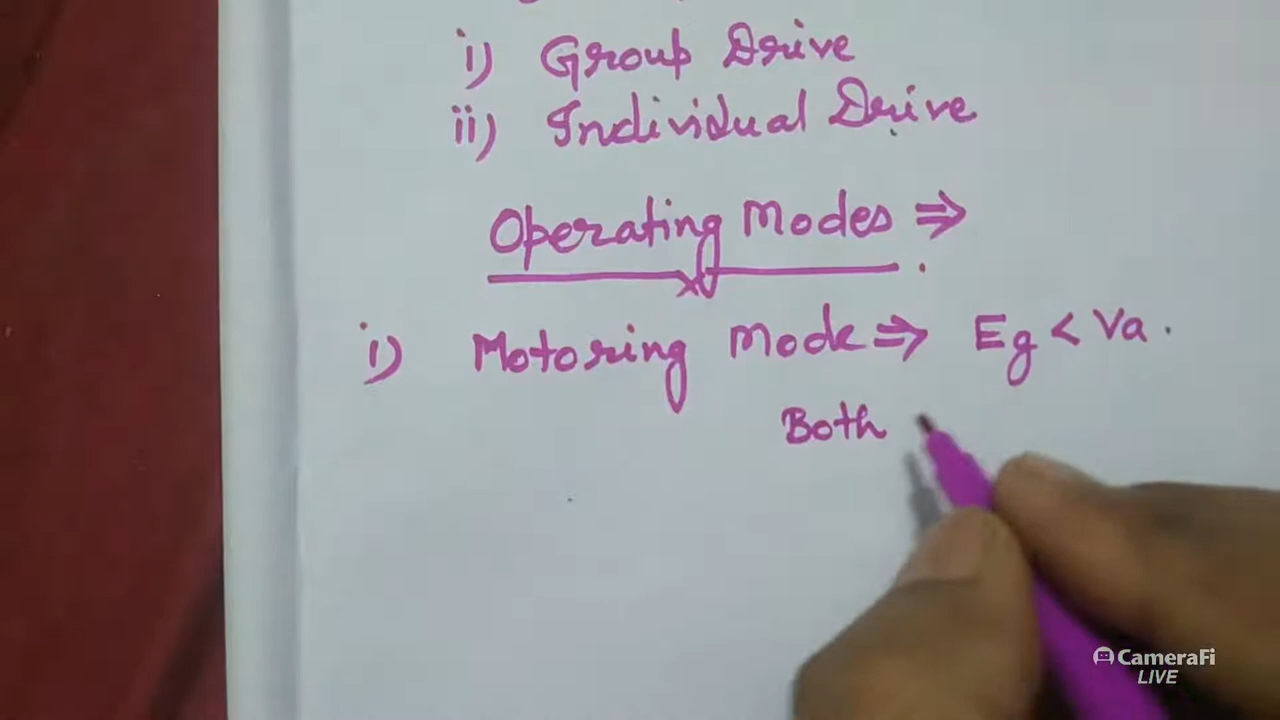 i) Group Drive
ii) Individual Drive
Operating Modes ⇒
i) Motoring Mode ⇒ Eg < Va.
Both
CameraFi
LIVE